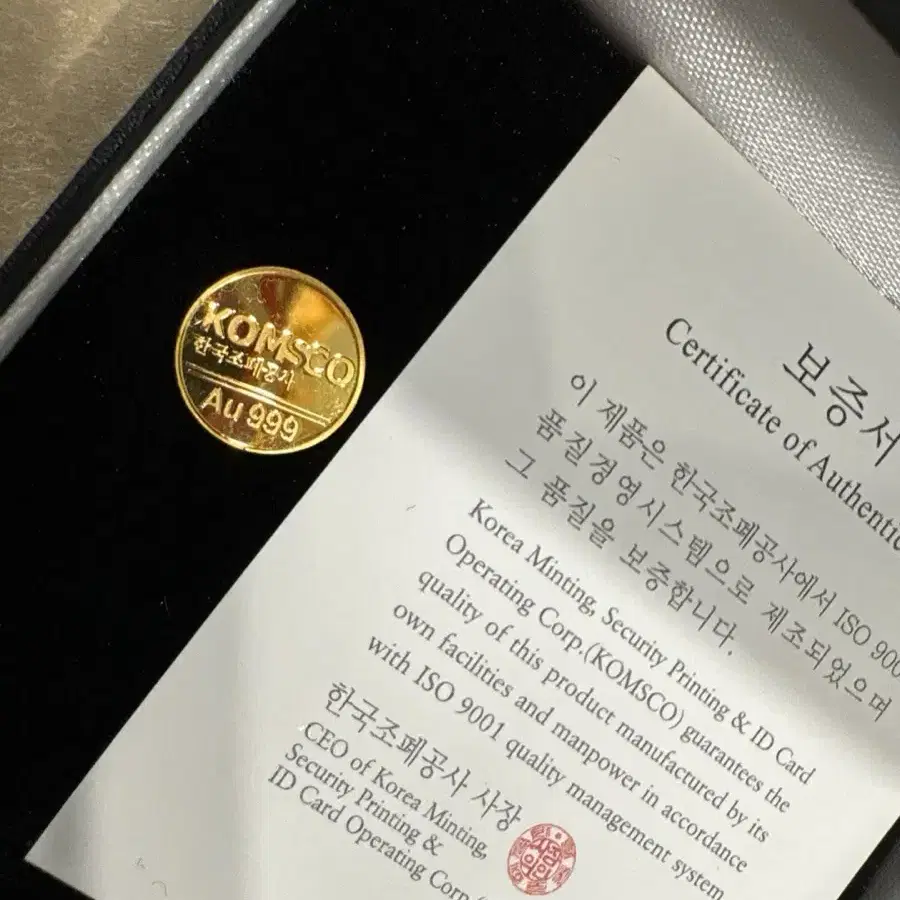 KOMSCO
한국조폐공사
Au 999
보증서
Certificate of Authentic
이 제품은 한국조폐공사에서 ISO 900
품질경영시스템으로 제조되었으며
그 품질을 보증합니다.
Korea Minting, Security Printing & ID Card
Operating Corp.(KOMSCO) guarantees the
quality of this product manufactured by its
own facilities and manpower in accordance
with ISO 9001 quality management system
한국조폐공사 사장
CEO of Korea Minting,
Security Printing &
ID Card Operating Corp.